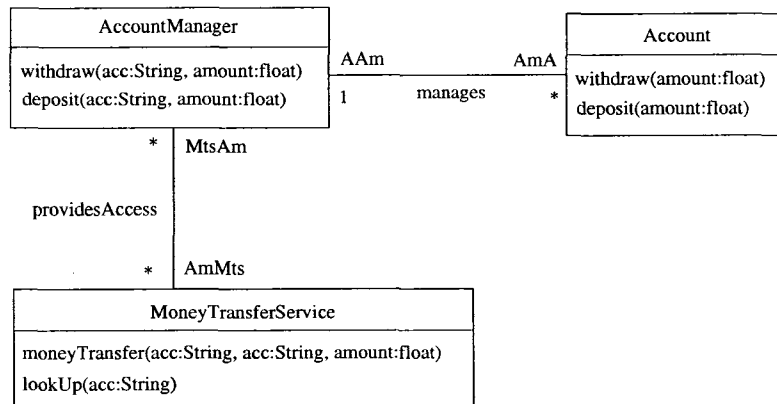 AccountManager
withdraw(acc:String, amount:float)
deposit(acc:String, amount:float)
AAm
AmA
1
manages
*
Account
withdraw(amount:float)
deposit(amount:float)
*
MtsAm
providesAccess
*
AmMts
MoneyTransferService
moneyTransfer(acc:String, acc:String, amount:float)
lookUp(acc:String)